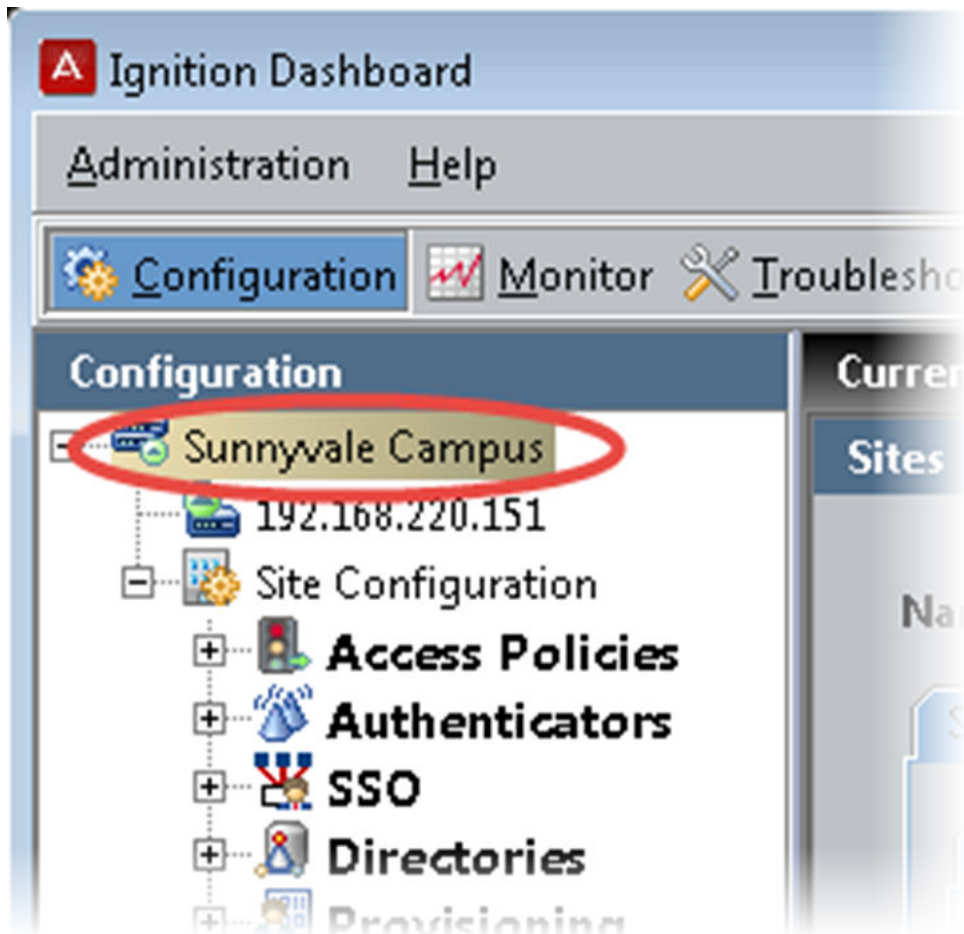 Ignition Dashboard
Administration Help
Configuration Monitor
Configuration
Sunnyvale Campus
Sites
192.168.220.151
Site Configuration
Access Policies
Authenticators
SSO
Directories
Provisioning